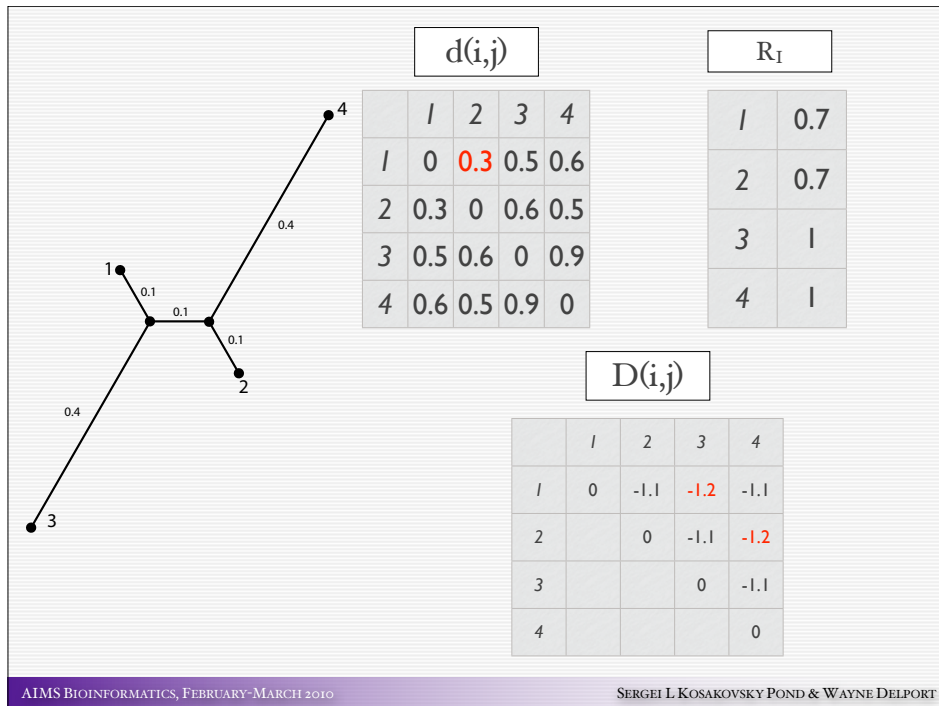 d(i,j)
R_I
1 2 3 4
1 0 0.3 0.5 0.6
2 0.3 0 0.6 0.5
3 0.5 0.6 0 0.9
4 0.6 0.5 0.9 0
1 0.7
2 0.7
3 1
4 1
4
0.4
1
0.1
0.1
0.1
2
0.4
3
D(i,j)
1 2 3 4
1 0 -1.1 -1.2 -1.1
2 0 -1.1 -1.2
3 0 -1.1
4 0
AIMS BIOINFORMATICS, FEBRUARY-MARCH 2010
SERGEI L KOSAKOVSKY POND & WAYNE DELPORT